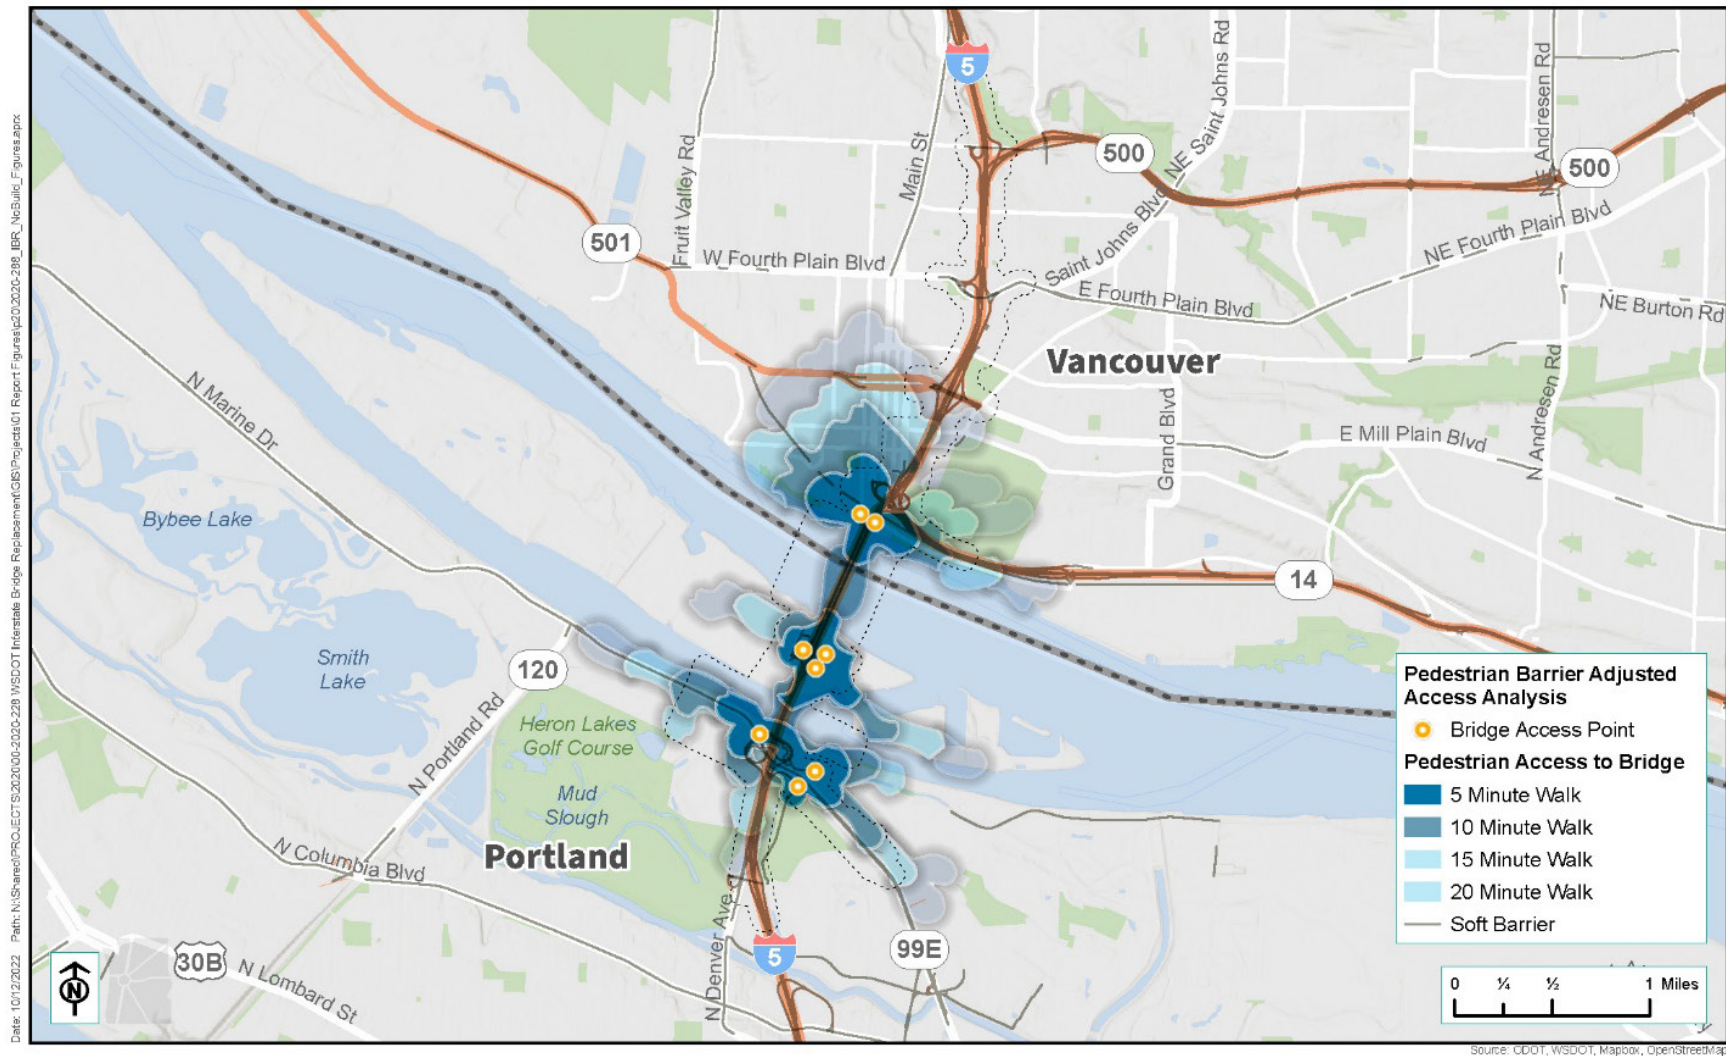 5
NE Saint Johns Rd
NE Andresen Rd
500
500
Main St
Fruit Valley Rd
501
W Fourth Plain Blvd
Saint Johns Blvd
NE Fourth Plain Blvd
E Fourth Plain Blvd
NE Burton Rd
Vancouver
N Marine Dr
Grand Blvd
N Andresen Rd
E Mill Plain Blvd
Bybee Lake
14
Smith
Lake
120
Heron Lakes
Golf Course
N Portland Rd
Mud
Slough
Portland
N Columbia Blvd
N Denver Ave
30B
N Lombard St
5
99E
N
Pedestrian Barrier Adjusted
Access Analysis
Bridge Access Point
Pedestrian Access to Bridge
5 Minute Walk
10 Minute Walk
15 Minute Walk
20 Minute Walk
Soft Barrier
0 ¼ ½ 1 Miles
Source: ODOT, WSDOT, Mapbox, OpenStreetMap
Date: 10/12/2022